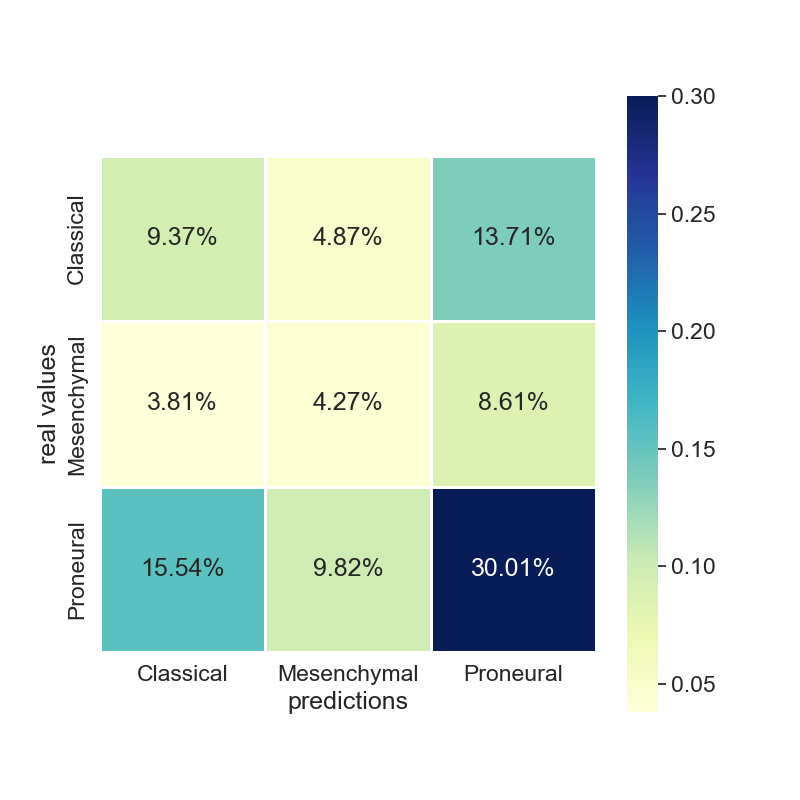 0.30
0.25
0.20
0.15
0.10
0.05
real values
Classical
9.37% 4.87% 13.71%
Mesenchymal
3.81% 4.27% 8.61%
Proneural
15.54% 9.82% 30.01%
Classical Mesenchymal Proneural
predictions